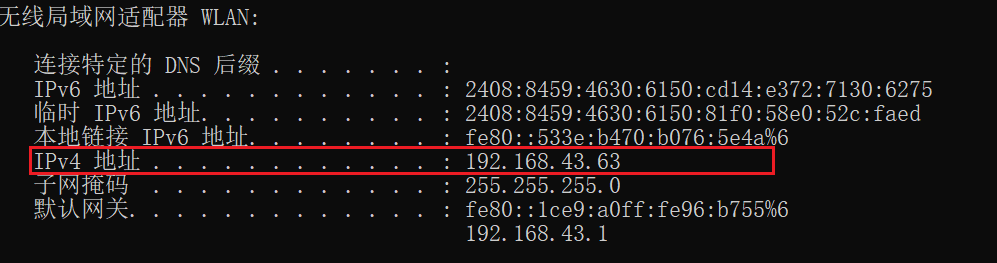 无线局域网适配器 WLAN:
连接特定的 DNS 后缀 . . . . . . . :
IPv6 地址 . . . . . . . . . . . . : 2408:8459:4630:6150:cd14:e372:7130:6275
临时 IPv6 地址. . . . . . . . . . : 2408:8459:4630:6150:81f0:58e0:52c:faed
本地链接 IPv6 地址. . . . . . . . : fe80::533e:b470:b076:5e4a%6
IPv4 地址 . . . . . . . . . . . . : 192.168.43.63
子网掩码 . . . . . . . . . . . . : 255.255.255.0
默认网关. . . . . . . . . . . . . : fe80::1ce9:a0ff:fe96:b755%6
192.168.43.1